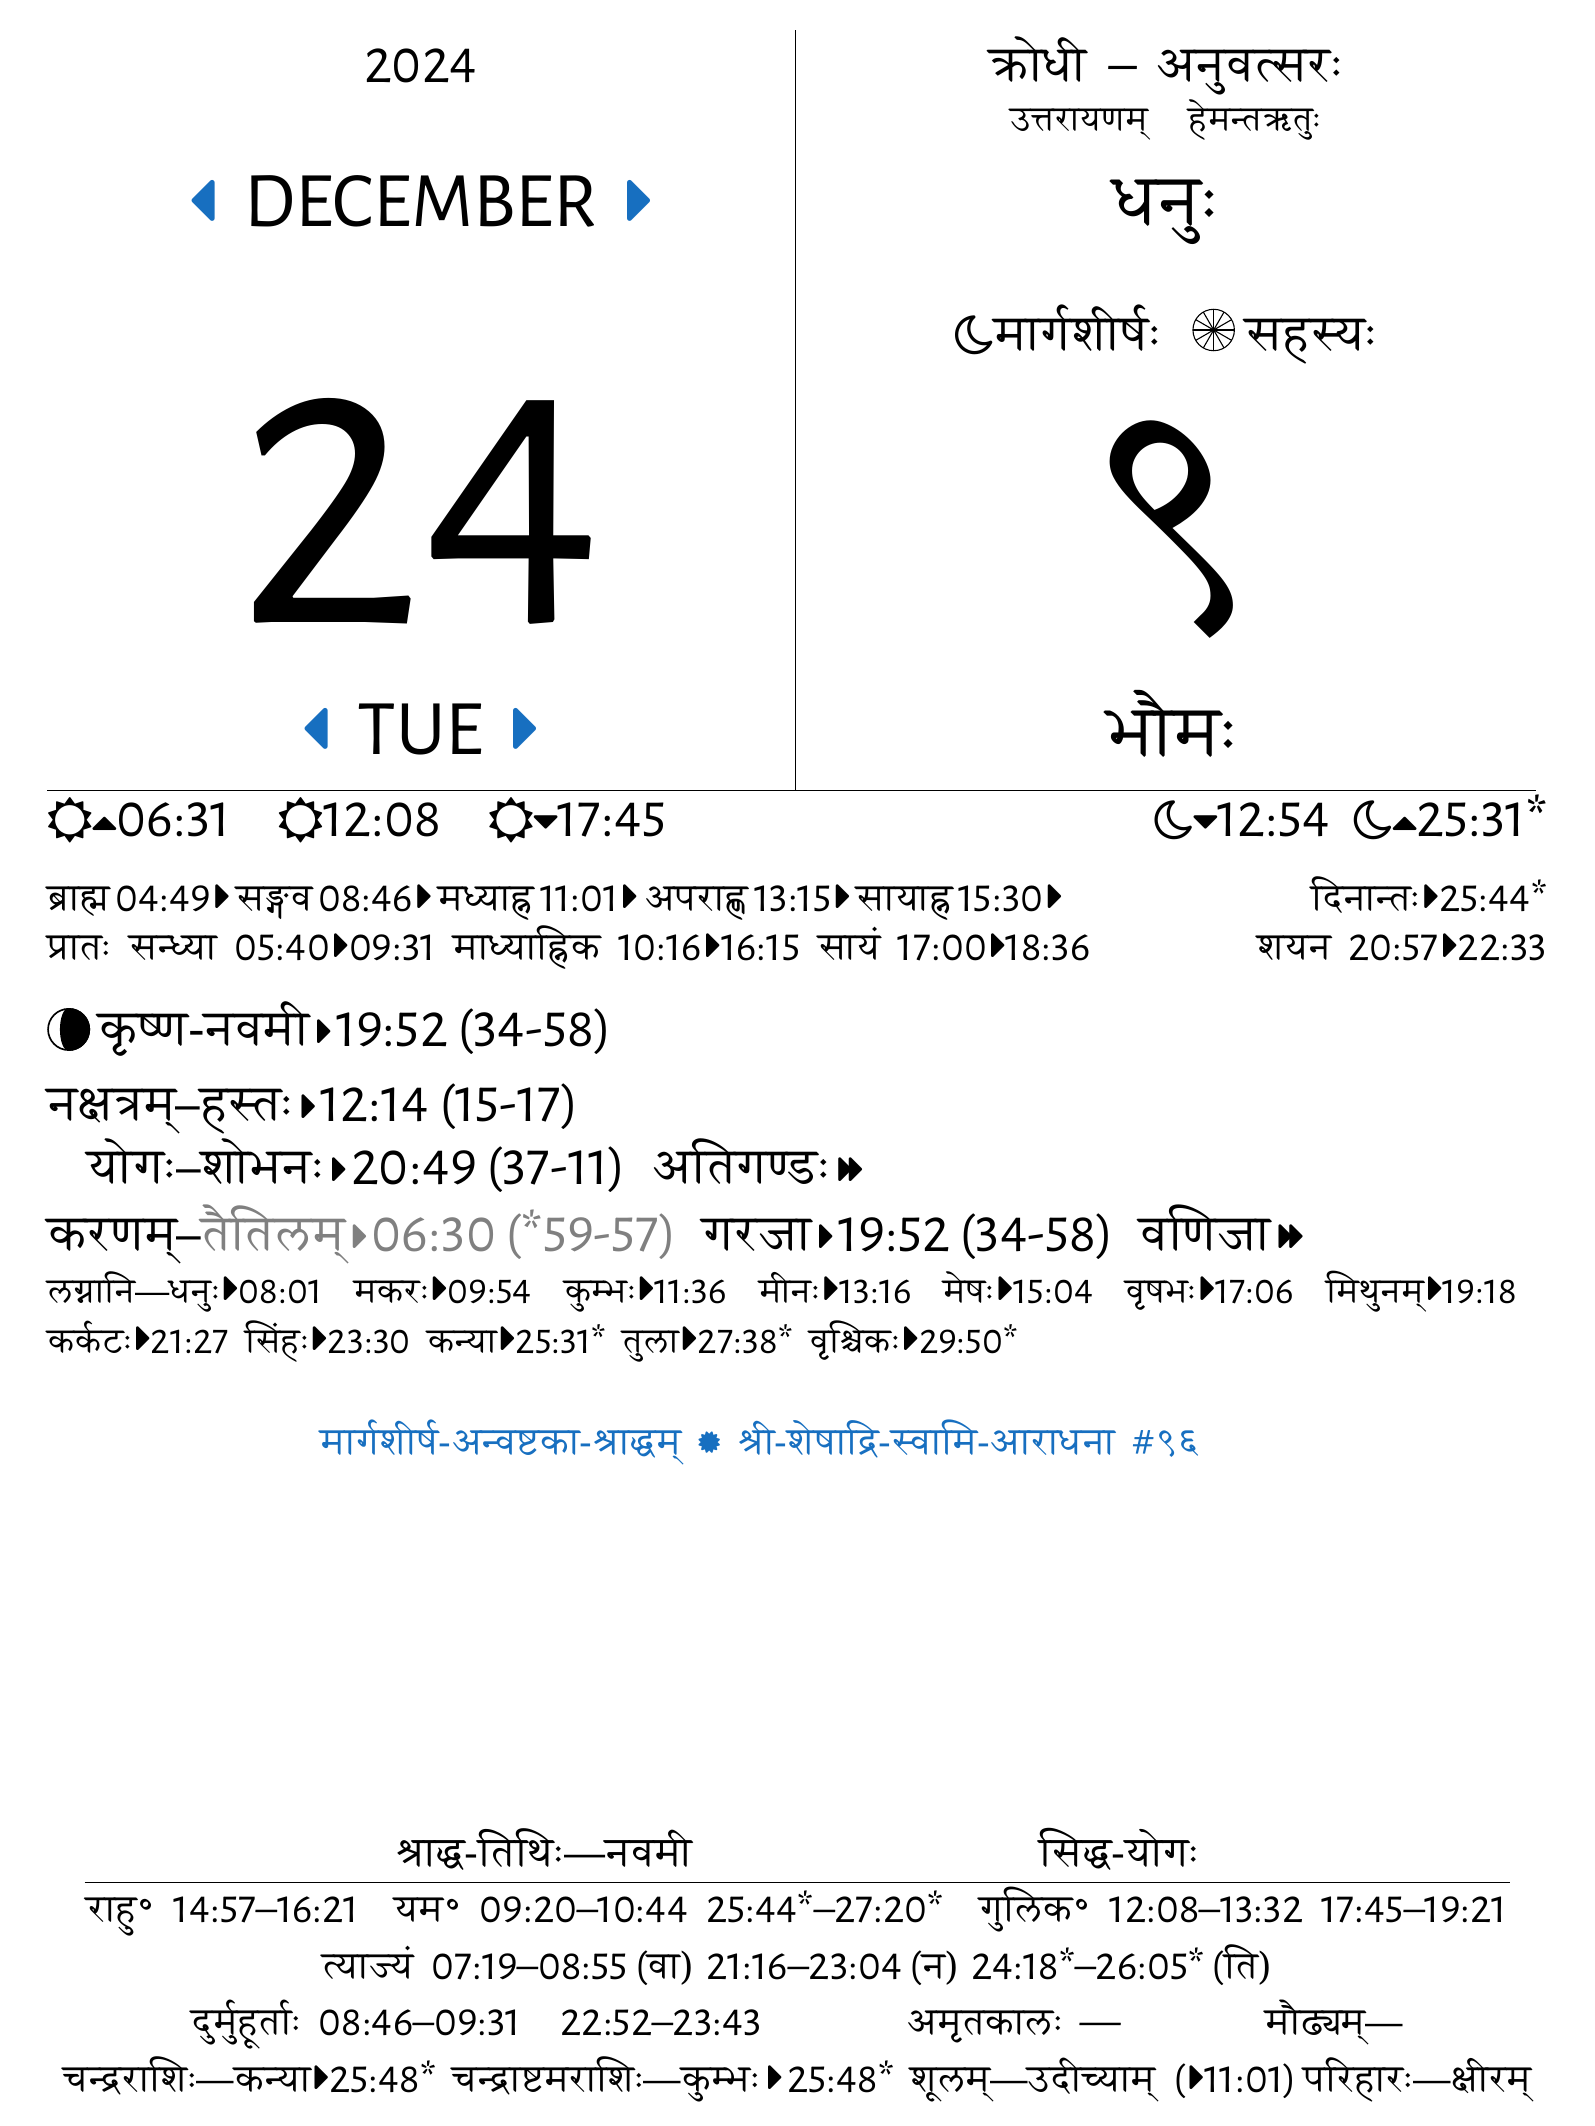 2024
DECEMBER
24
TUE
क्रोधी – अनुवत्सरः
उत्तरायणम् हेमन्तऋतुः
धनुः
मार्गशीर्षः सहस्यः
९
भौमः
06:31 12:08 17:45 12:54 25:31*
ब्राह्म 04:49 सङ्गव 08:46 मध्याह्न 11:01 अपराह्ण 13:15 सायाह्न 15:30 दिनान्तः 25:44*
प्रातः सन्ध्या 05:40 09:31 माध्याह्निक 10:16 16:15 सायं 17:00 18:36 शयन 20:57 22:33
कृष्ण-नवमी 19:52 (34-58)
नक्षत्रम्–हस्तः 12:14 (15-17)
योगः–शोभनः 20:49 (37-11) अतिगण्डः
करणम्–तैतिलम् 06:30 (*59-57) गरजा 19:52 (34-58) वणिजा
लग्नानि—धनुः 08:01 मकरः 09:54 कुम्भः 11:36 मीनः 13:16 मेषः 15:04 वृषभः 17:06 मिथुनम् 19:18
कर्कटः 21:27 सिंहः 23:30 कन्या 25:31* तुला 27:38* वृश्चिकः 29:50*
मार्गशीर्ष-अन्वष्टका-श्राद्धम् श्री-शेषाद्रि-स्वामि-आराधना #९६
श्राद्ध-तिथिः—नवमी सिद्ध-योगः
राहु॰ 14:57–16:21 यम॰ 09:20–10:44 25:44*–27:20* गुलिक॰ 12:08–13:32 17:45–19:21
त्याज्यं 07:19–08:55 (वा) 21:16–23:04 (न) 24:18*–26:05* (ति)
दुर्मुहूर्ताः 08:46–09:31 22:52–23:43 अमृतकालः — मौढ्यम्—
चन्द्रराशिः—कन्या 25:48* चन्द्राष्टमराशिः—कुम्भः 25:48* शूलम्—उदीच्याम् ( 11:01) परिहारः—क्षीरम्